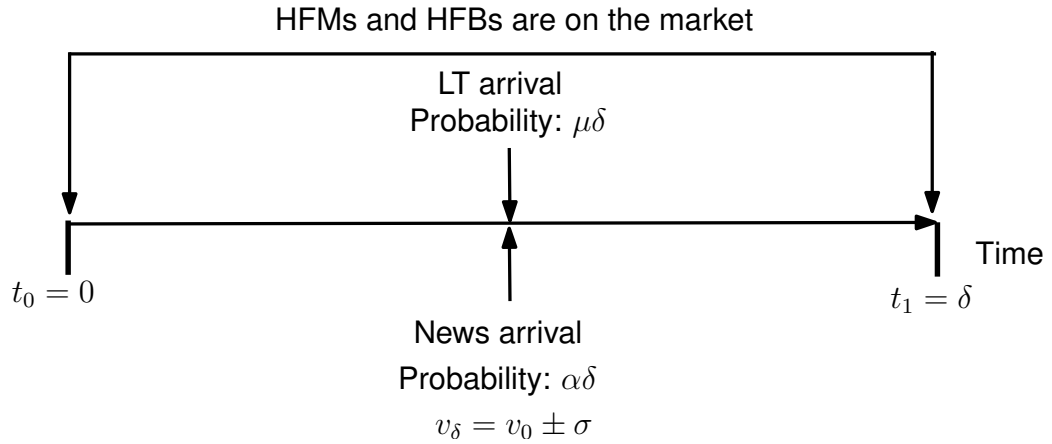 HFMs and HFBs are on the market
LT arrival
Probability: μδ
Time
t₀ = 0
t₁ = δ
News arrival
Probability: αδ
v_δ = v₀ ± σ